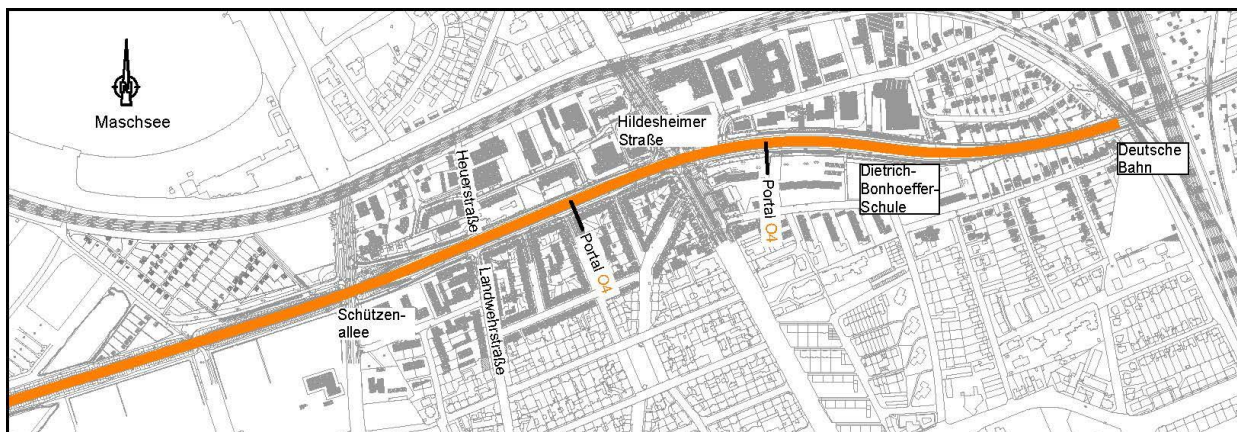 Maschsee
Heuerstraße
Hildesheimer
Straße
Deutsche
Bahn
Dietrich-
Bonhoeffer-
Schule
Portal O4
Portal O4
Landwehrstraße
Schützen-
allee